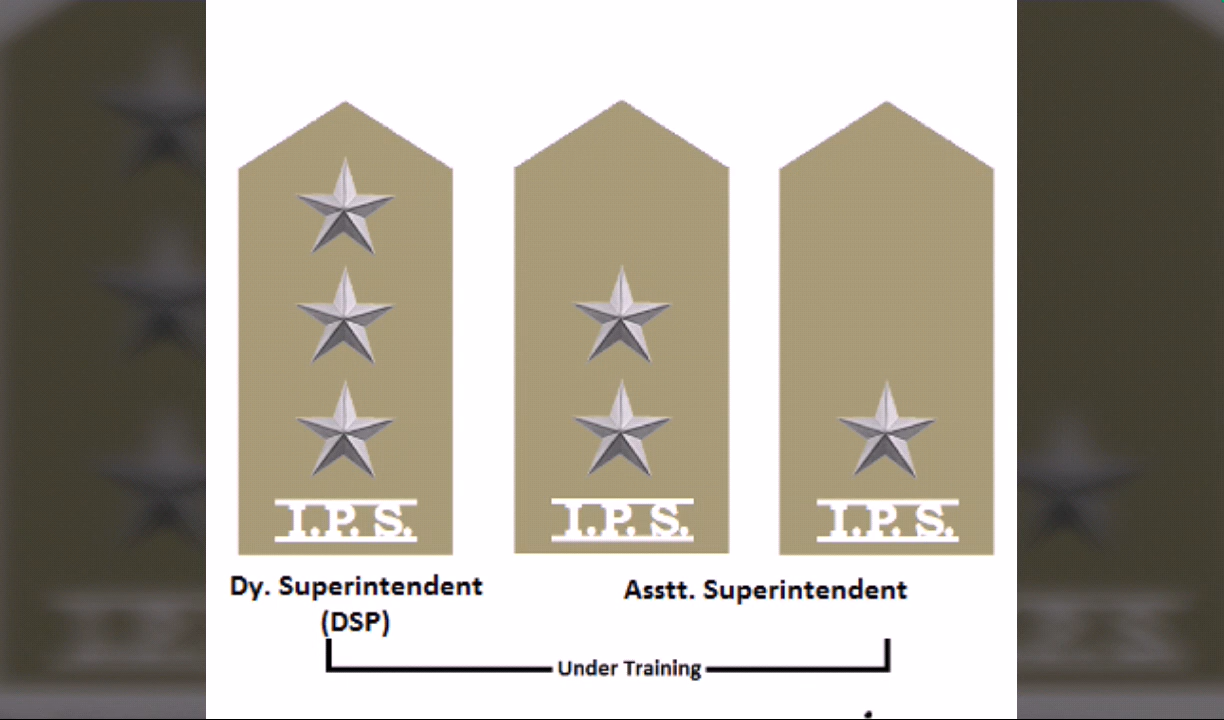 I.P.S.
I.P.S.
I.P.S.
Dy. Superintendent
(DSP)
Asstt. Superintendent
Under Training